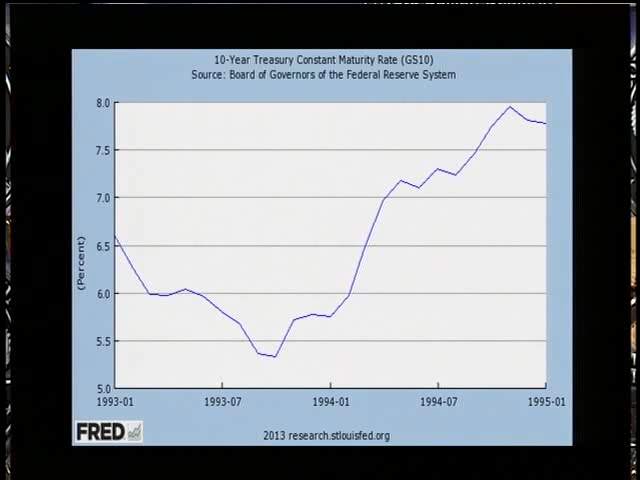 10-Year Treasury Constant Maturity Rate (GS10)
Source: Board of Governors of the Federal Reserve System
8.0
7.5
7.0
6.5
6.0
5.5
5.0
(Percent)
1993-01 1993-07 1994-01 1994-07 1995-01
FRED
2013 research.stlouisfed.org